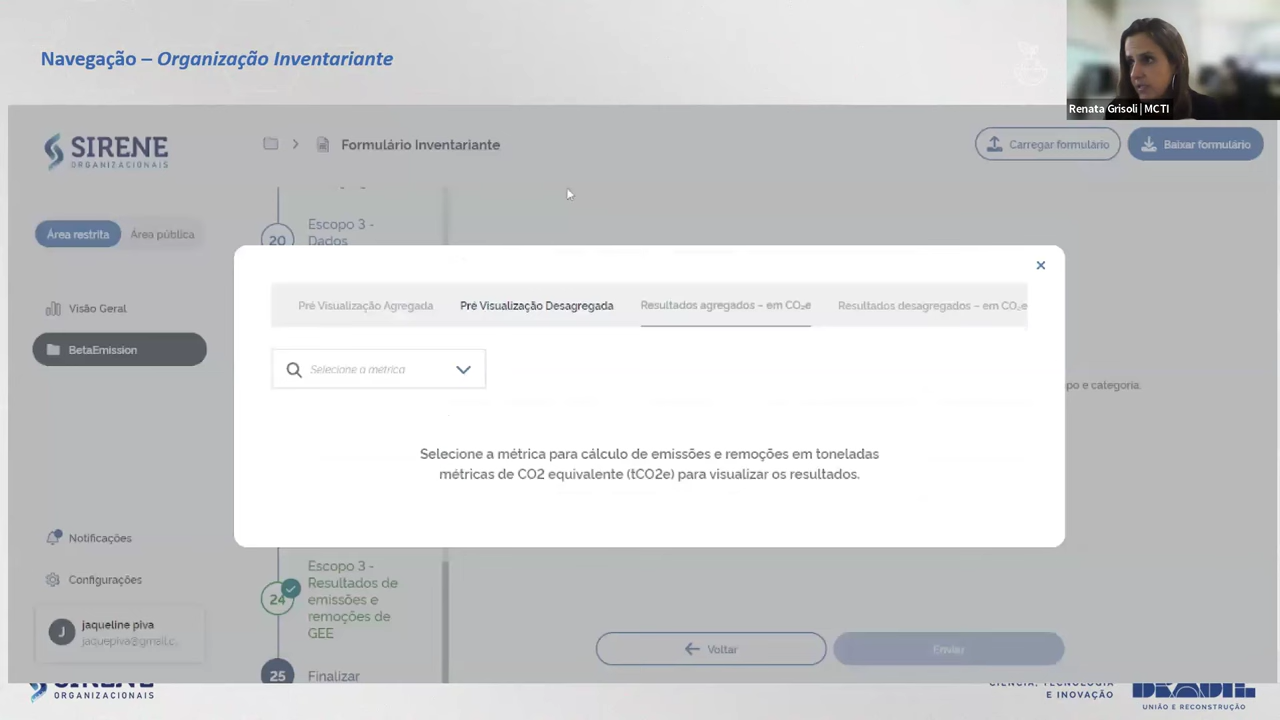 Navegação – Organização Inventariante
Renata Grisoli | MCTI
SIRENE
ORGANIZACIONAIS
Formulário Inventariante
Carregar formulário
Baixar formulário
Área restrita
Área pública
Escopo 3 -
Dados
20
Visão Geral
BetaEmission
Pré Visualização Agregada
Pré Visualização Desagregada
Resultados agregados – em CO₂e
Resultados desagregados – em CO₂e
Selecione a metrica
po e categoria.
Selecione a métrica para cálculo de emissões e remoções em toneladas
métricas de CO2 equivalente (tCO2e) para visualizar os resultados.
Notificações
Configurações
jaqueline piva
J
jaquepiva@gmail.c
Escopo 3 -
Resultados de
24
emissões e
remoções de
GEE
25
Finalizar
Voltar
Enviar
SIRENE
ORGANIZACIONAIS
CIÊNCIA, TECNOLOGIA
E INOVAÇÃO
BRASIL
UNIÃO E RECONSTRUÇÃO